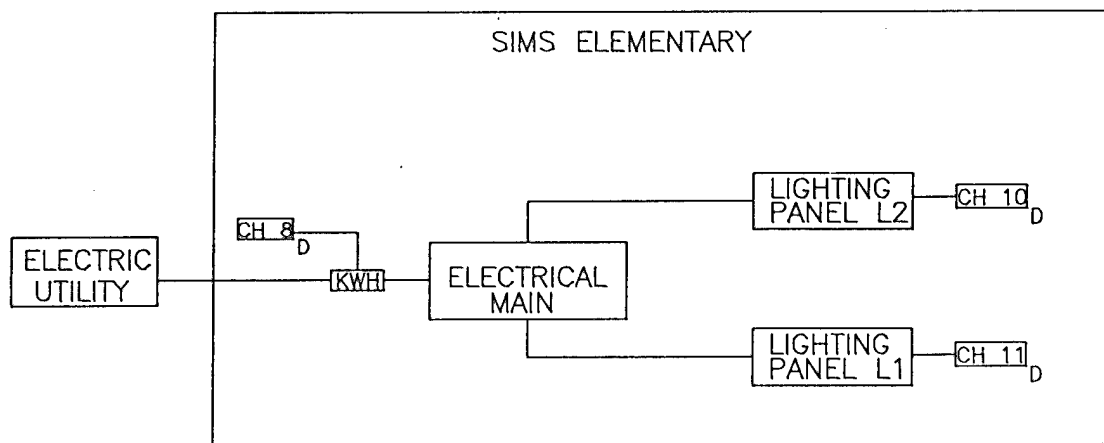 SIMS ELEMENTARY
LIGHTING
PANEL L2
CH 10
D
CH 8
D
ELECTRIC
UTILITY
KWH
ELECTRICAL
MAIN
LIGHTING
PANEL L1
CH 11
D